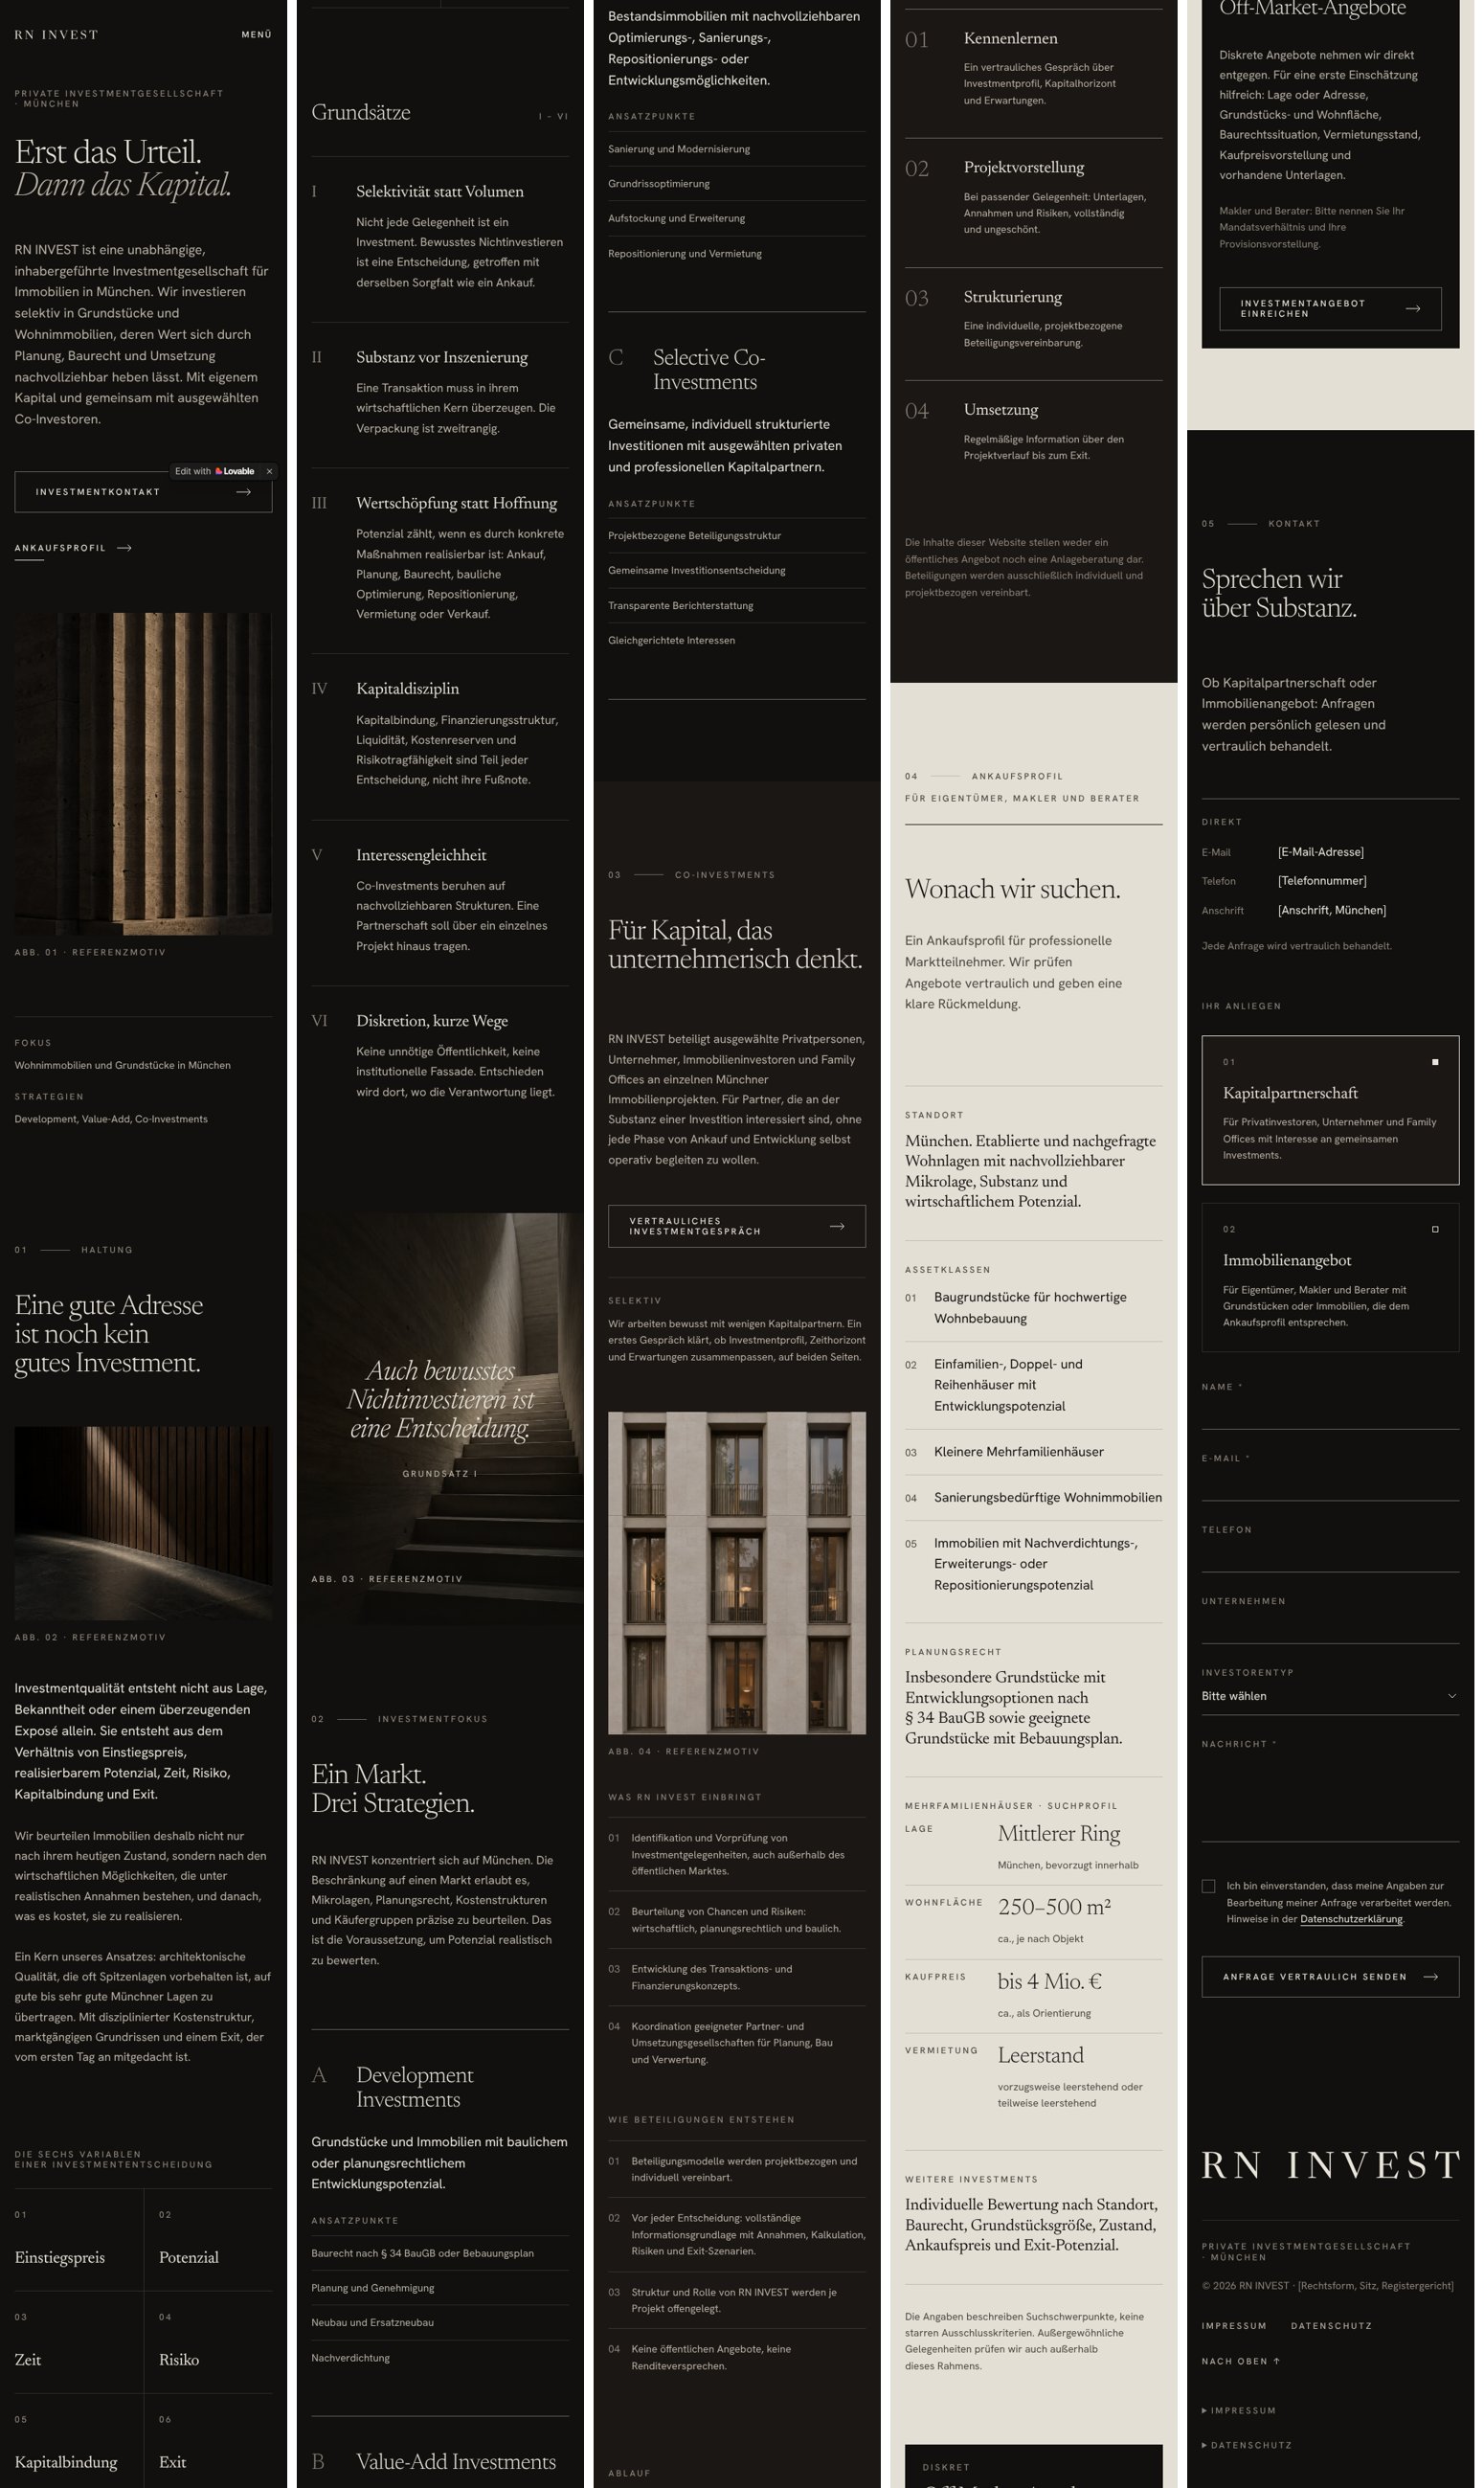 RN INVEST
MENÜ
PRIVATE INVESTMENTGESELLSCHAFT
· MÜNCHEN
Erst das Urteil.
Dann das Kapital.
RN INVEST ist eine unabhängige,
inhabergeführte Investmentgesellschaft für
Immobilien in München. Wir investieren
selektiv in Grundstücke und
Wohnimmobilien, deren Wert sich durch
Planung, Baurecht und Umsetzung
nachvollziehbar heben lässt. Mit eigenem
Kapital und gemeinsam mit ausgewählten
Co-Investoren.
Edit with Lovable ×
INVESTMENTKONTAKT →
ANKAUFSPROFIL →
ABB. 01 · REFERENZMOTIV
FOKUS
Wohnimmobilien und Grundstücke in München
STRATEGIEN
Development, Value-Add, Co-Investments
01 HALTUNG
Eine gute Adresse
ist noch kein
gutes Investment.
ABB. 02 · REFERENZMOTIV
Investmentqualität entsteht nicht aus Lage,
Bekanntheit oder einem überzeugenden
Exposé allein. Sie entsteht aus dem
Verhältnis von Einstiegspreis,
realisierbarem Potenzial, Zeit, Risiko,
Kapitalbindung und Exit.
Wir beurteilen Immobilien deshalb nicht nur
nach ihrem heutigen Zustand, sondern nach den
wirtschaftlichen Möglichkeiten, die unter
realistischen Annahmen bestehen, und danach,
was es kostet, sie zu realisieren.
Ein Kern unseres Ansatzes: architektonische
Qualität, die oft Spitzenlagen vorbehalten ist, auf
gute bis sehr gute Münchner Lagen zu
übertragen. Mit disziplinierter Kostenstruktur,
marktgängigen Grundrissen und einem Exit, der
vom ersten Tag an mitgedacht ist.
DIE SECHS VARIABLEN
EINER INVESTMENTENTSCHEIDUNG
01
Einstiegspreis
02
Potenzial
03
Zeit
04
Risiko
05
Kapitalbindung
06
Exit
Grundsätze
I – VI
I Selektivität statt Volumen
Nicht jede Gelegenheit ist ein
Investment. Bewusstes Nichtinvestieren
ist eine Entscheidung, getroffen mit
derselben Sorgfalt wie ein Ankauf.
II Substanz vor Inszenierung
Eine Transaktion muss in ihrem
wirtschaftlichen Kern überzeugen. Die
Verpackung ist zweitrangig.
III Wertschöpfung statt Hoffnung
Potenzial zählt, wenn es durch konkrete
Maßnahmen realisierbar ist: Ankauf,
Planung, Baurecht, bauliche
Optimierung, Repositionierung,
Vermietung oder Verkauf.
IV Kapitaldisziplin
Kapitalbindung, Finanzierungsstruktur,
Liquidität, Kostenreserven und
Risikotragfähigkeit sind Teil jeder
Entscheidung, nicht ihre Fußnote.
V Interessengleichheit
Co-Investments beruhen auf
nachvollziehbaren Strukturen. Eine
Partnerschaft soll über ein einzelnes
Projekt hinaus tragen.
VI Diskretion, kurze Wege
Keine unnötige Öffentlichkeit, keine
institutionelle Fassade. Entschieden
wird dort, wo die Verantwortung liegt.
Auch bewusstes
Nichtinvestieren ist
eine Entscheidung.
GRUNDSATZ I
ABB. 03 · REFERENZMOTIV
02 INVESTMENTFOKUS
Ein Markt.
Drei Strategien.
RN INVEST konzentriert sich auf München. Die
Beschränkung auf einen Markt erlaubt es,
Mikrolagen, Planungsrecht, Kostenstrukturen
und Käufergruppen präzise zu beurteilen. Das
ist die Voraussetzung, um Potenzial realistisch
zu bewerten.
A Development
Investments
Grundstücke und Immobilien mit baulichem
oder planungsrechtlichem
Entwicklungspotenzial.
ANSATZPUNKTE
Baurecht nach § 34 BauGB oder Bebauungsplan
Planung und Genehmigung
Neubau und Ersatzneubau
Nachverdichtung
B Value-Add Investments
Bestandsimmobilien mit nachvollziehbaren
Optimierungs-, Sanierungs-,
Repositionierungs- oder
Entwicklungsmöglichkeiten.
ANSATZPUNKTE
Sanierung und Modernisierung
Grundrissoptimierung
Aufstockung und Erweiterung
Repositionierung und Vermietung
C Selective Co-
Investments
Gemeinsame, individuell strukturierte
Investitionen mit ausgewählten privaten
und professionellen Kapitalpartnern.
ANSATZPUNKTE
Projektbezogene Beteiligungsstruktur
Gemeinsame Investitionsentscheidung
Transparente Berichterstattung
Gleichgerichtete Interessen
03 CO-INVESTMENTS
Für Kapital, das
unternehmerisch denkt.
RN INVEST beteiligt ausgewählte Privatpersonen,
Unternehmer, Immobilieninvestoren und Family
Offices an einzelnen Münchner
Immobilienprojekten. Für Partner, die an der
Substanz einer Investition interessiert sind, ohne
jede Phase von Ankauf und Entwicklung selbst
operativ begleiten zu wollen.
VERTRAULICHES
INVESTMENTGESPRÄCH →
SELEKTIV
Wir arbeiten bewusst mit wenigen Kapitalpartnern. Ein
erstes Gespräch klärt, ob Investmentprofil, Zeithorizont
und Erwartungen zusammenpassen, auf beiden Seiten.
ABB. 04 · REFERENZMOTIV
WAS RN INVEST EINBRINGT
01 Identifikation und Vorprüfung von
Investmentgelegenheiten, auch außerhalb des
öffentlichen Marktes.
02 Beurteilung von Chancen und Risiken:
wirtschaftlich, planungsrechtlich und baulich.
03 Entwicklung des Transaktions- und
Finanzierungskonzepts.
04 Koordination geeigneter Partner- und
Umsetzungsgesellschaften für Planung, Bau
und Verwertung.
WIE BETEILIGUNGEN ENTSTEHEN
01 Beteiligungsmodelle werden projektbezogen und
individuell vereinbart.
02 Vor jeder Entscheidung: vollständige
Informationsgrundlage mit Annahmen, Kalkulation,
Risiken und Exit-Szenarien.
03 Struktur und Rolle von RN INVEST werden je
Projekt offengelegt.
04 Keine öffentlichen Angebote, keine
Renditeversprechen.
ABLAUF
01 Kennenlernen
Ein vertrauliches Gespräch über
Investmentprofil, Kapitalhorizont
und Erwartungen.
02 Projektvorstellung
Bei passender Gelegenheit: Unterlagen,
Annahmen und Risiken, vollständig
und ungeschönt.
03 Strukturierung
Eine individuelle, projektbezogene
Beteiligungsvereinbarung.
04 Umsetzung
Regelmäßige Information über den
Projektverlauf bis zum Exit.
Die Inhalte dieser Website stellen weder ein
öffentliches Angebot noch eine Anlageberatung dar.
Beteiligungen werden ausschließlich individuell und
projektbezogen vereinbart.
04 ANKAUFSPROFIL
FÜR EIGENTÜMER, MAKLER UND BERATER
Wonach wir suchen.
Ein Ankaufsprofil für professionelle
Marktteilnehmer. Wir prüfen
Angebote vertraulich und geben eine
klare Rückmeldung.
STANDORT
München. Etablierte und nachgefragte
Wohnlagen mit nachvollziehbarer
Mikrolage, Substanz und
wirtschaftlichem Potenzial.
ASSETKLASSEN
01 Baugrundstücke für hochwertige
Wohnbebauung
02 Einfamilien-, Doppel- und
Reihenhäuser mit
Entwicklungspotenzial
03 Kleinere Mehrfamilienhäuser
04 Sanierungsbedürftige Wohnimmobilien
05 Immobilien mit Nachverdichtungs-,
Erweiterungs- oder
Repositionierungspotenzial
PLANUNGSRECHT
Insbesondere Grundstücke mit
Entwicklungsoptionen nach
§ 34 BauGB sowie geeignete
Grundstücke mit Bebauungsplan.
MEHRFAMILIENHÄUSER · SUCHPROFIL
LAGE Mittlerer Ring
München, bevorzugt innerhalb
WOHNFLÄCHE 250–500 m²
ca., je nach Objekt
KAUFPREIS bis 4 Mio. €
ca., als Orientierung
VERMIETUNG Leerstand
vorzugsweise leerstehend oder
teilweise leerstehend
WEITERE INVESTMENTS
Individuelle Bewertung nach Standort,
Baurecht, Grundstücksgröße, Zustand,
Ankaufspreis und Exit-Potenzial.
Die Angaben beschreiben Suchschwerpunkte, keine
starren Ausschlusskriterien. Außergewöhnliche
Gelegenheiten prüfen wir auch außerhalb
dieses Rahmens.
DISKRET
Off-Market-Angebote
Diskrete Angebote nehmen wir direkt
entgegen. Für eine erste Einschätzung
hilfreich: Lage oder Adresse,
Grundstücks- und Wohnfläche,
Baurechtssituation, Vermietungsstand,
Kaufpreisvorstellung und
vorhandene Unterlagen.
Makler und Berater: Bitte nennen Sie Ihr
Mandatsverhältnis und Ihre
Provisionsvorstellung.
INVESTMENTANGEBOT
EINREICHEN →
05 KONTAKT
Sprechen wir
über Substanz.
Ob Kapitalpartnerschaft oder
Immobilienangebot: Anfragen
werden persönlich gelesen und
vertraulich behandelt.
DIREKT
E-Mail [E-Mail-Adresse]
Telefon [Telefonnummer]
Anschrift [Anschrift, München]
Jede Anfrage wird vertraulich behandelt.
IHR ANLIEGEN
01
Kapitalpartnerschaft
Für Privatinvestoren, Unternehmer und Family
Offices mit Interesse an gemeinsamen
Investments.
02
Immobilienangebot
Für Eigentümer, Makler und Berater mit
Grundstücken oder Immobilien, die dem
Ankaufsprofil entsprechen.
NAME *
E-MAIL *
TELEFON
UNTERNEHMEN
INVESTORENTYP
Bitte wählen
NACHRICHT *
Ich bin einverstanden, dass meine Angaben zur
Bearbeitung meiner Anfrage verarbeitet werden.
Hinweise in der Datenschutzerklärung.
ANFRAGE VERTRAULICH SENDEN →
RN INVEST
PRIVATE INVESTMENTGESELLSCHAFT
· MÜNCHEN
© 2026 RN INVEST · [Rechtsform, Sitz, Registergericht]
IMPRESSUM DATENSCHUTZ
NACH OBEN ↑
▶ IMPRESSUM
▶ DATENSCHUTZ